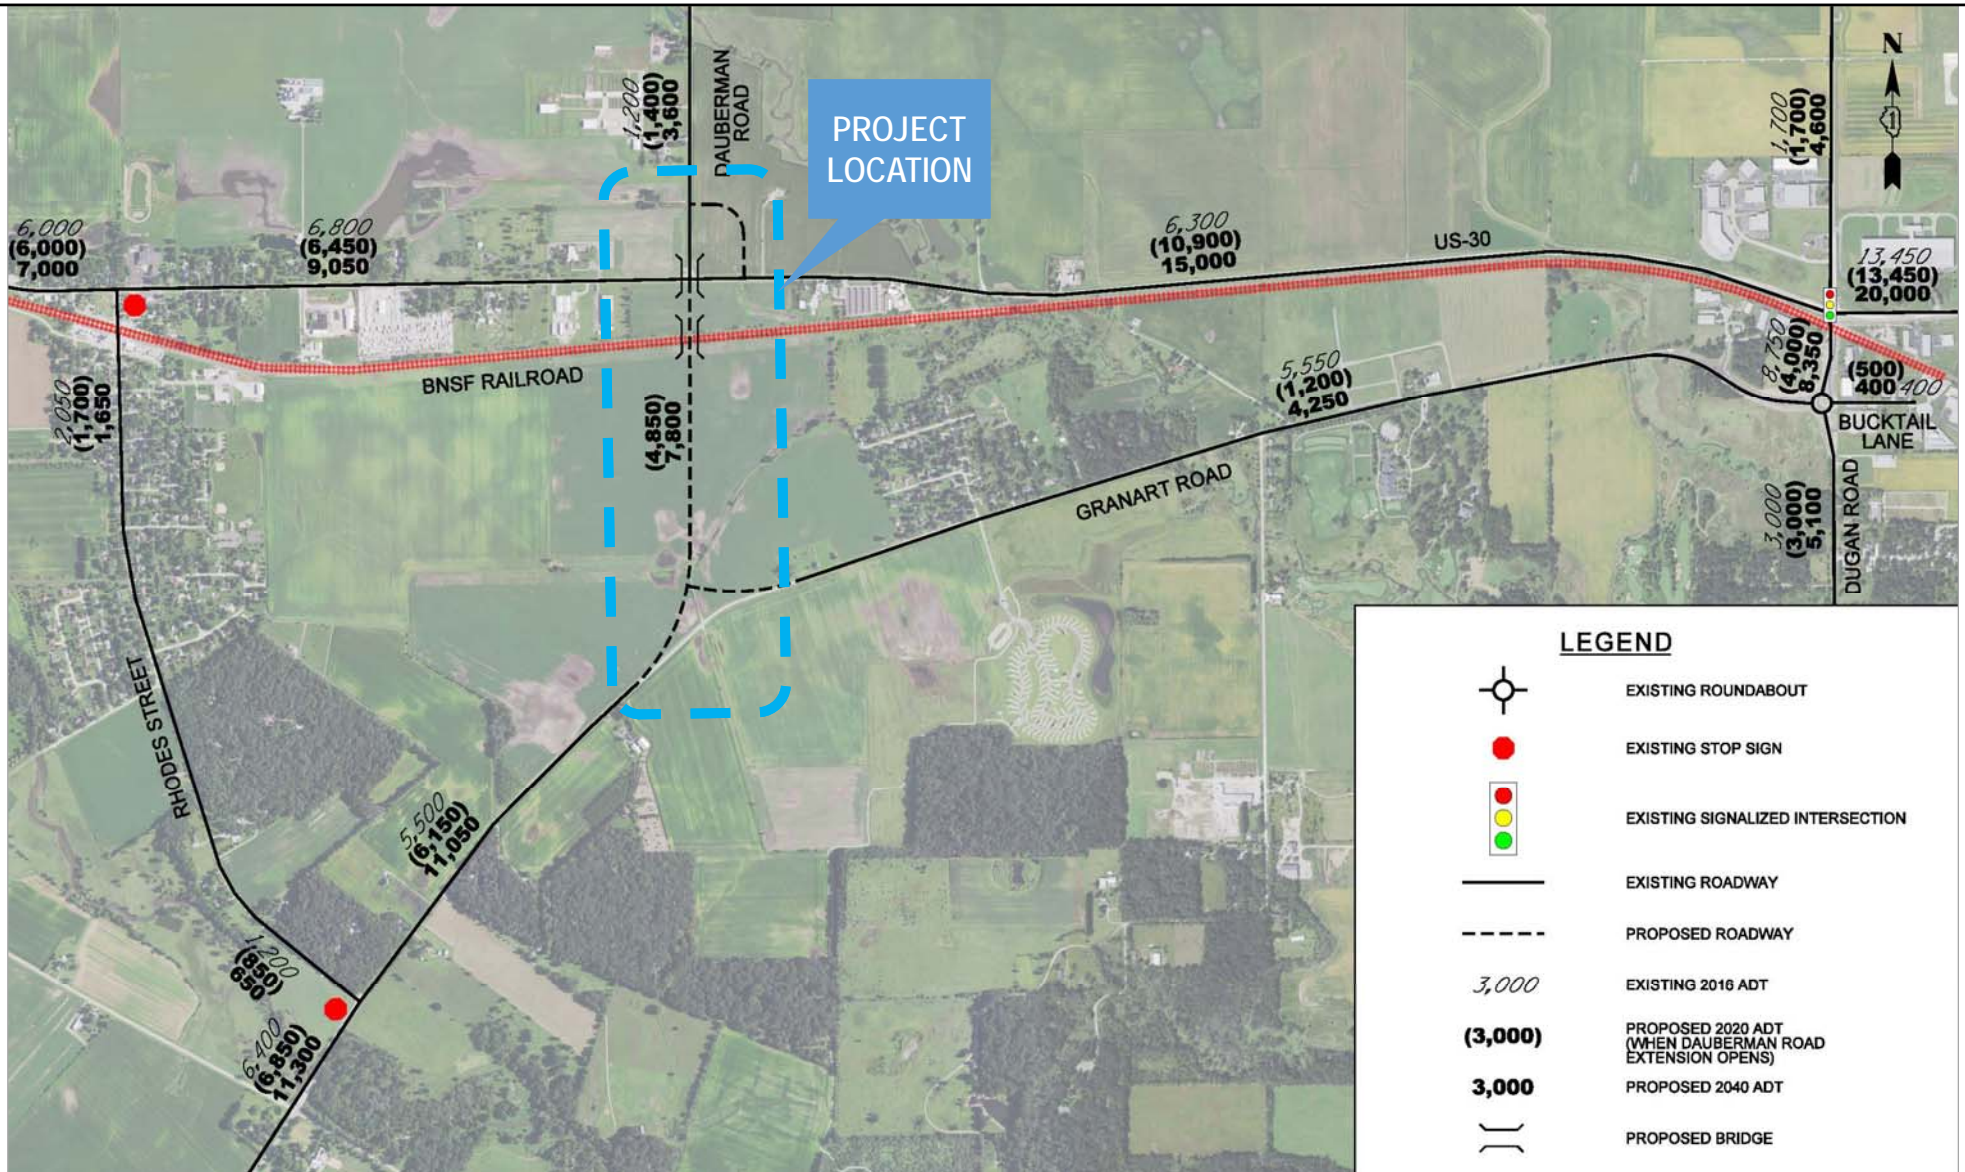 1,200
(1,400)
3,600
DAUBERMAN
ROAD
PROJECT
LOCATION
1,700
(1,700)
4,600
N
1
6,000
(6,000)
7,000
6,800
(6,450)
9,050
6,300
(10,900)
15,000
US-30
13,450
(13,450)
20,000
2,050
(1,700)
1,650
BNSF RAILROAD
(4,850)
7,800
5,550
(1,200)
4,250
8,750
(4,000)
8,350
(500)
400
400
BUCKTAIL
LANE
GRANART ROAD
3,000
(3,000)
5,100
DUGAN ROAD
RHODES STREET
5,500
(6,150)
11,050
1,200
(850)
650
6,400
(6,850)
11,300
LEGEND
EXISTING ROUNDABOUT
EXISTING STOP SIGN
EXISTING SIGNALIZED INTERSECTION
EXISTING ROADWAY
PROPOSED ROADWAY
3,000
EXISTING 2016 ADT
(3,000)
PROPOSED 2020 ADT
(WHEN DAUBERMAN ROAD
EXTENSION OPENS)
3,000
PROPOSED 2040 ADT
PROPOSED BRIDGE